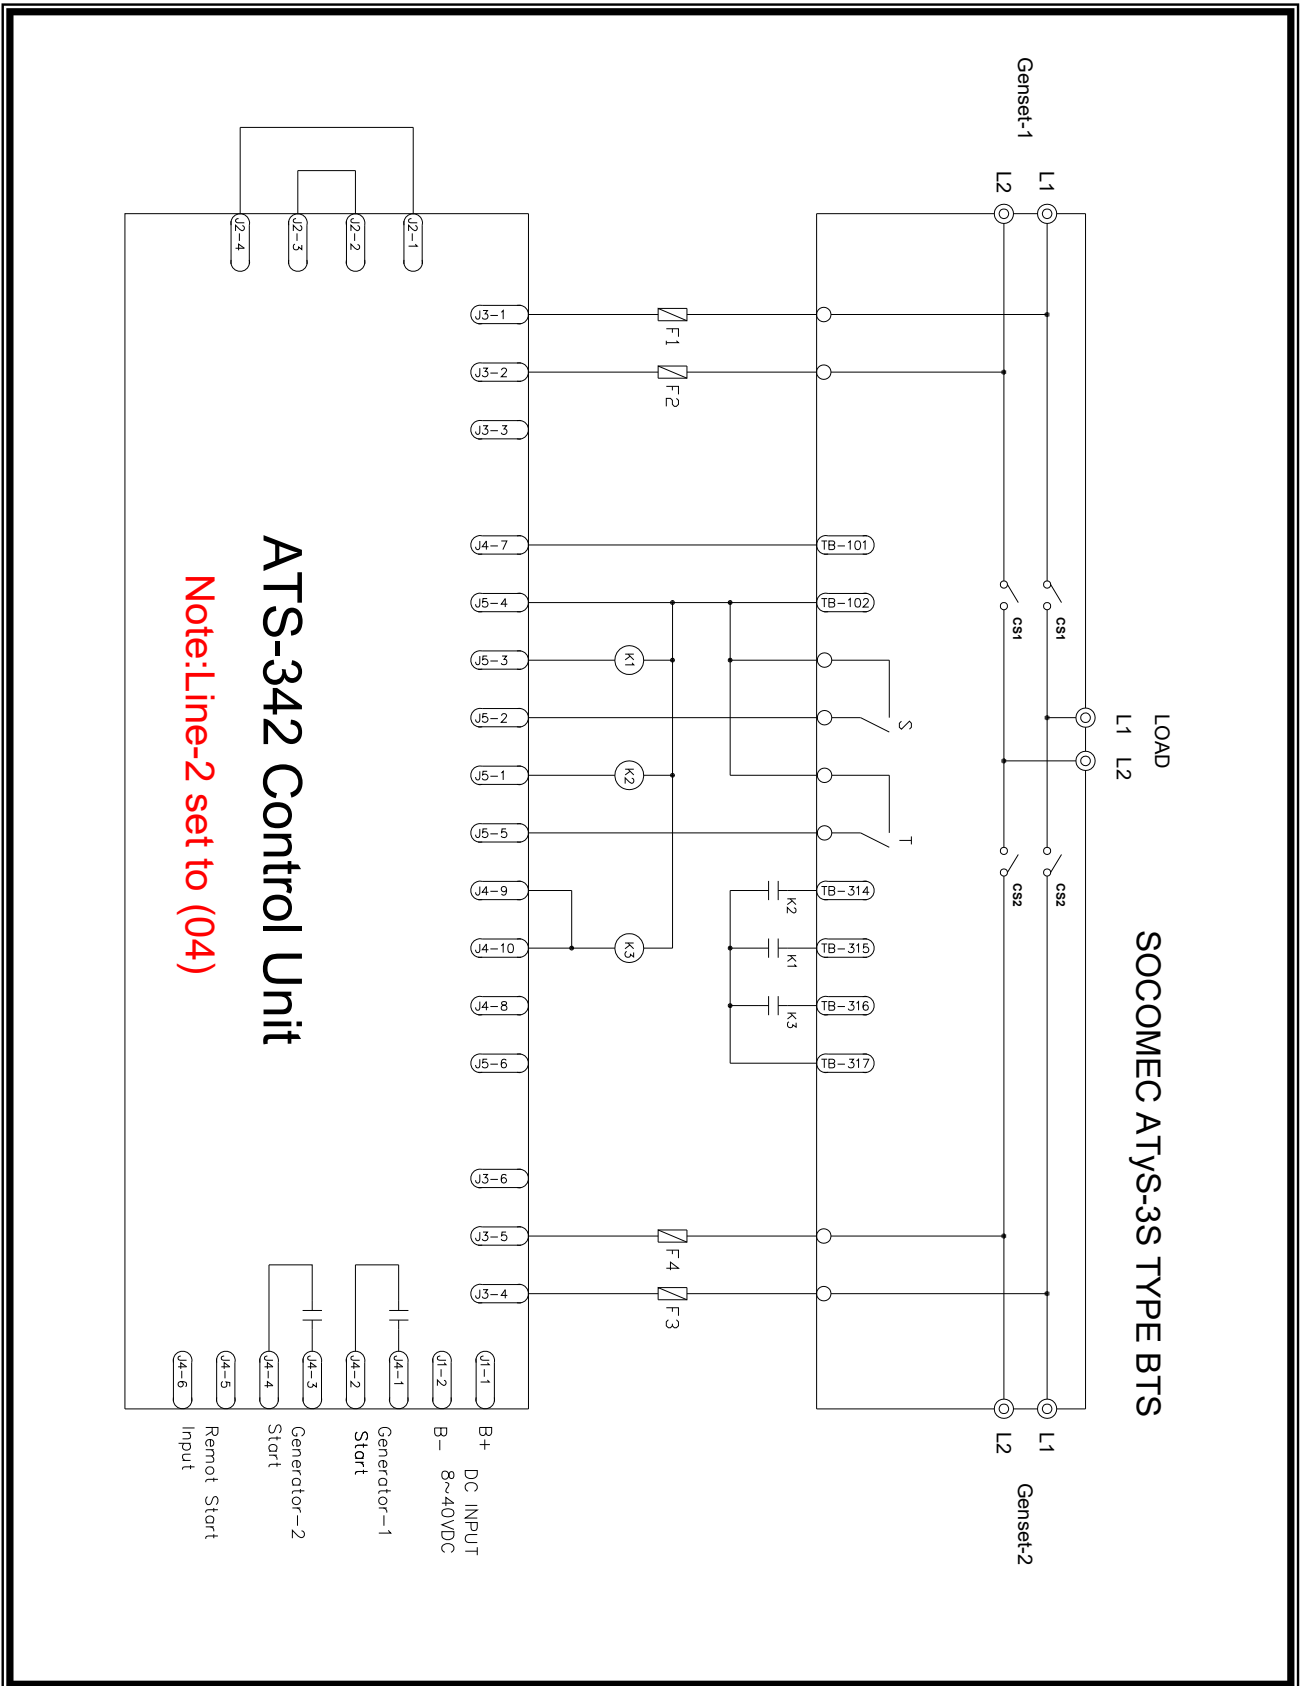 SOCOMEC ATyS-3S TYPE BTS
LOAD
L1 L2
Genset-1
L1
L2
CS1
CS1
CS2
CS2
L1
L2
Genset-2
S
T
TB-101
TB-102
TB-314
TB-315
TB-316
TB-317
K2
K1
K3
F1
F2
K1
K2
K3
F4
F3
J3-1
J3-2
J3-3
J4-7
J5-4
J5-3
J5-2
J5-1
J5-5
J4-9
J4-10
J4-8
J5-6
J3-6
J3-5
J3-4
J2-1
J2-2
J2-3
J2-4
ATS-342 Control Unit
Note:Line-2 set to (04)
J1-1
J1-2
J4-1
J4-2
J4-3
J4-4
J4-5
J4-6
B+ DC INPUT
B- 8~40VDC
Generator-1
Start
Generator-2
Start
Remot Start
Input